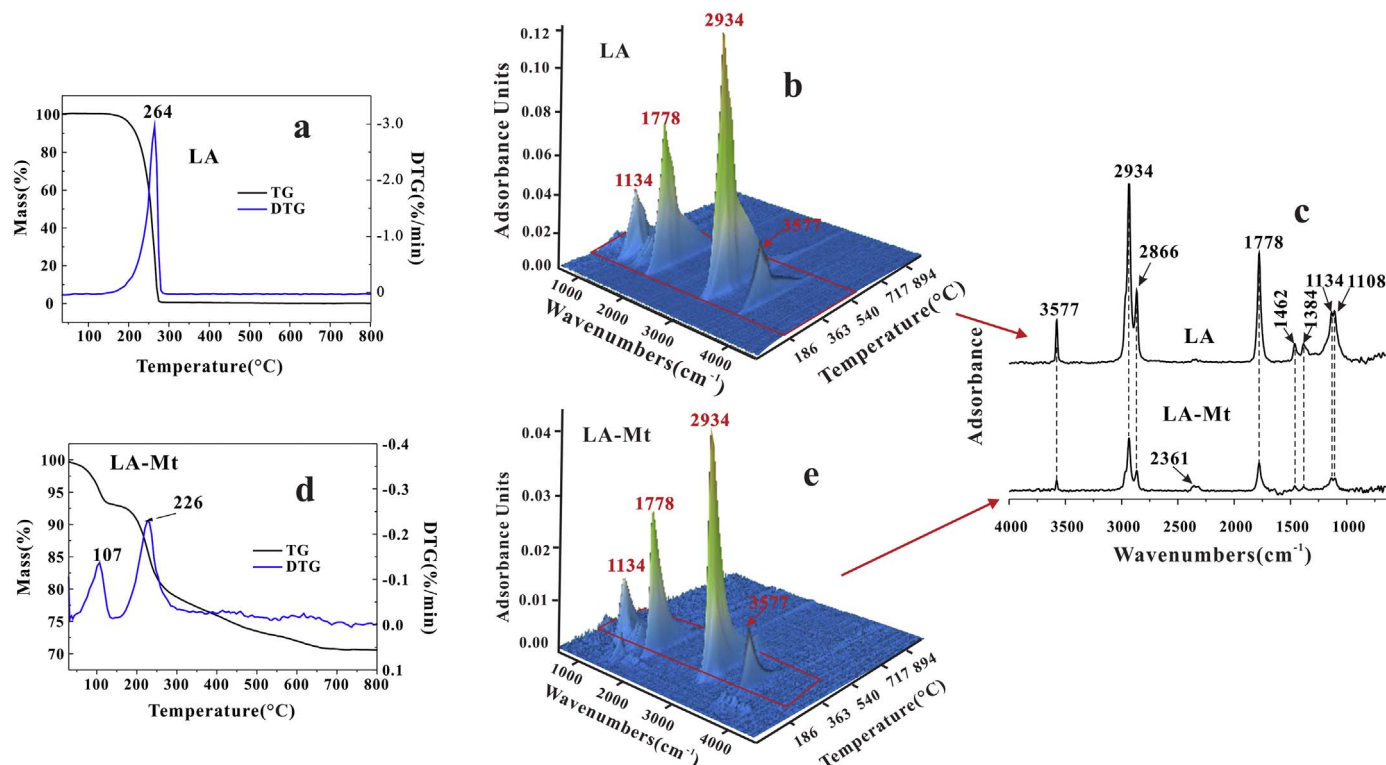 a
264
LA
TG
DTG
100
80
60
40
20
0
Mass(%)
-3.0
-2.0
-1.0
0
DTG(%/min)
100 200 300 400 500 600 700 800
Temperature(°C)
b
LA
2934
1778
1134
3577
0.12
0.10
0.08
0.06
0.04
0.02
0.00
Adsorbance Units
1000
2000
3000
4000
Wavenumbers(cm-1)
186
363
540
717
894
Temperature(°C)
c
2934
2866
3577
1778
1462
1384
1134
1108
LA
LA-Mt
2361
Adsorbance
4000 3500 3000 2500 2000 1500 1000
Wavenumbers(cm-1)
d
LA-Mt
226
107
TG
DTG
100
95
90
85
80
75
70
Mass(%)
-0.4
-0.3
-0.2
-0.1
0.0
0.1
DTG(%/min)
100 200 300 400 500 600 700 800
Temperature(°C)
e
LA-Mt
2934
1778
1134
3577
0.04
0.03
0.02
0.01
0.00
Adsorbance Units
1000
2000
3000
4000
Wavenumbers(cm-1)
186
363
540
717
894
Temperature(°C)